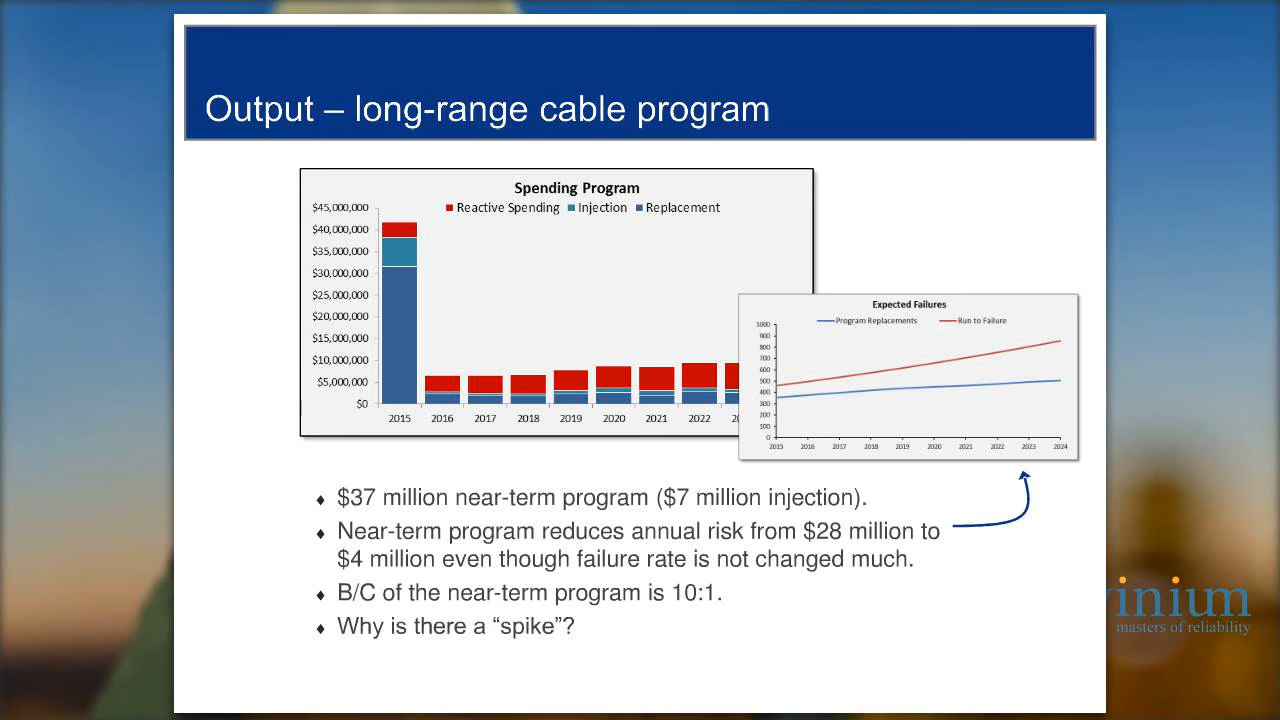 Output – long-range cable program
Spending Program
Reactive Spending Injection Replacement
$45,000,000
$40,000,000
$35,000,000
$30,000,000
$25,000,000
$20,000,000
$15,000,000
$10,000,000
$5,000,000
$0
2015 2016 2017 2018 2019 2020 2021 2022
Expected Failures
Program Replacements Run to Failure
1000
900
800
700
600
500
400
300
200
100
0
2015 2016 2017 2018 2019 2020 2021 2022 2023 2024
♦ $37 million near-term program ($7 million injection).
♦ Near-term program reduces annual risk from $28 million to
$4 million even though failure rate is not changed much.
♦ B/C of the near-term program is 10:1.
♦ Why is there a “spike”?
vinium
masters of reliability